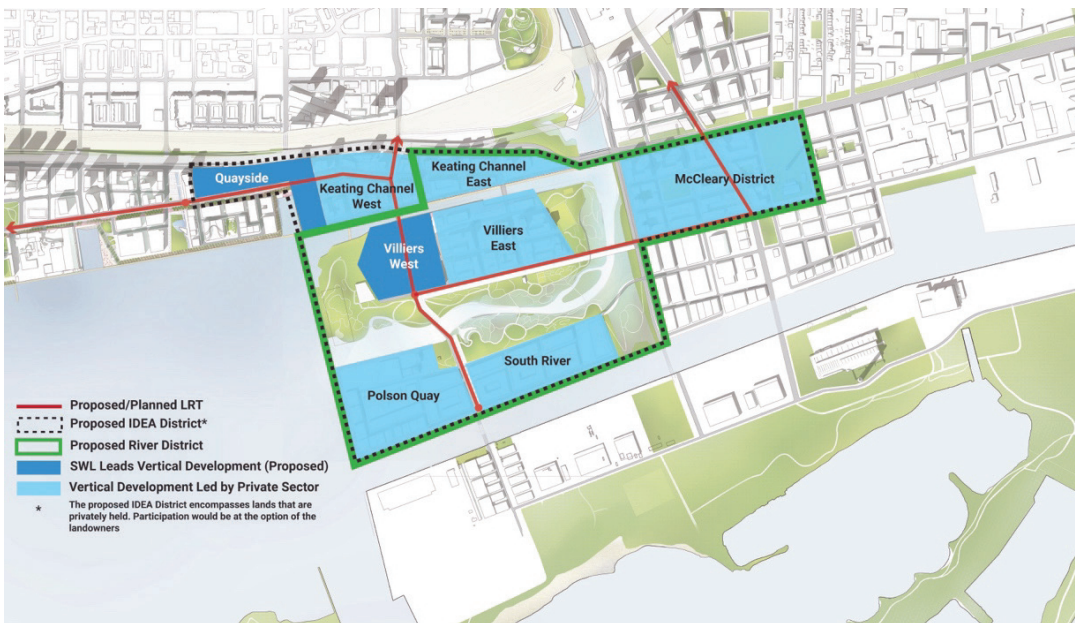 Quayside
Keating Channel
West
Keating Channel
East
McCleary District
Villiers
West
Villiers
East
South River
Polson Quay
Proposed/Planned LRT
Proposed IDEA District*
Proposed River District
SWL Leads Vertical Development (Proposed)
Vertical Development Led by Private Sector
* The proposed IDEA District encompasses lands that are
privately held. Participation would be at the option of the
landowners